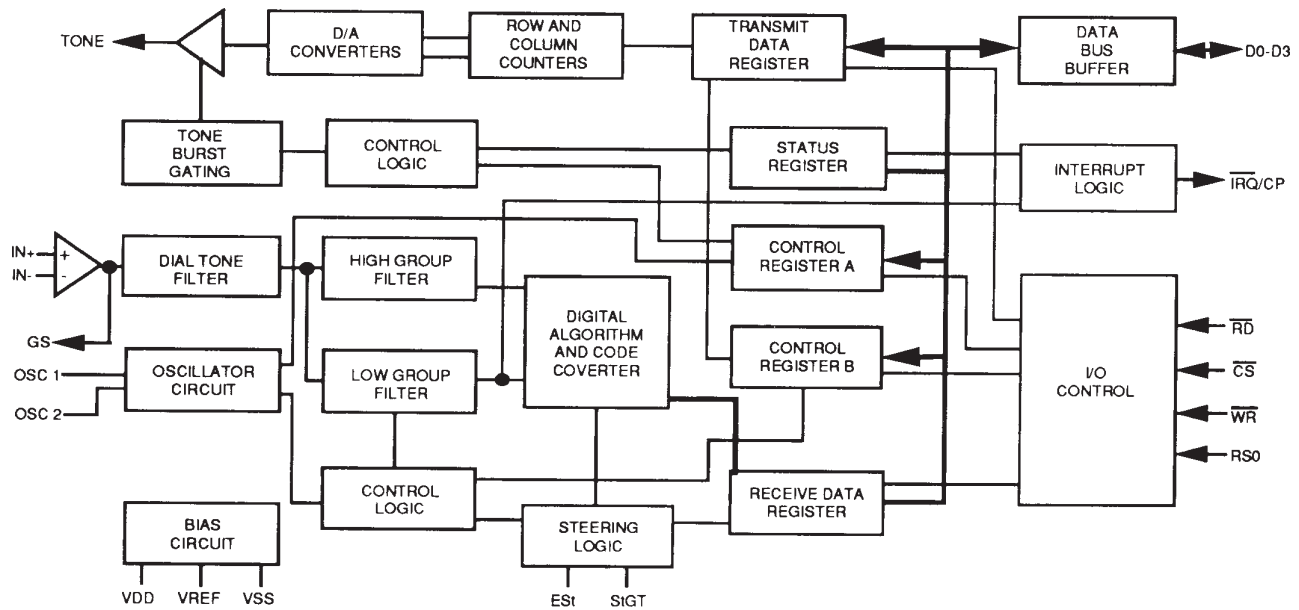 TONE
D/A
CONVERTERS
ROW AND
COLUMN
COUNTERS
TRANSMIT
DATA
REGISTER
DATA
BUS
BUFFER
D0-D3
TONE
BURST
GATING
CONTROL
LOGIC
STATUS
REGISTER
INTERRUPT
LOGIC
IRQ/CP
IN+
IN-
+
-
DIAL TONE
FILTER
HIGH GROUP
FILTER
CONTROL
REGISTER A
DIGITAL
ALGORITHM
AND CODE
COVERTER
GS
OSC 1
OSC 2
OSCILLATOR
CIRCUIT
LOW GROUP
FILTER
CONTROL
REGISTER B
I/O
CONTROL
RD
CS
WR
RS0
CONTROL
LOGIC
RECEIVE DATA
REGISTER
BIAS
CIRCUIT
STEERING
LOGIC
VDD
VREF
VSS
ESt
StGT